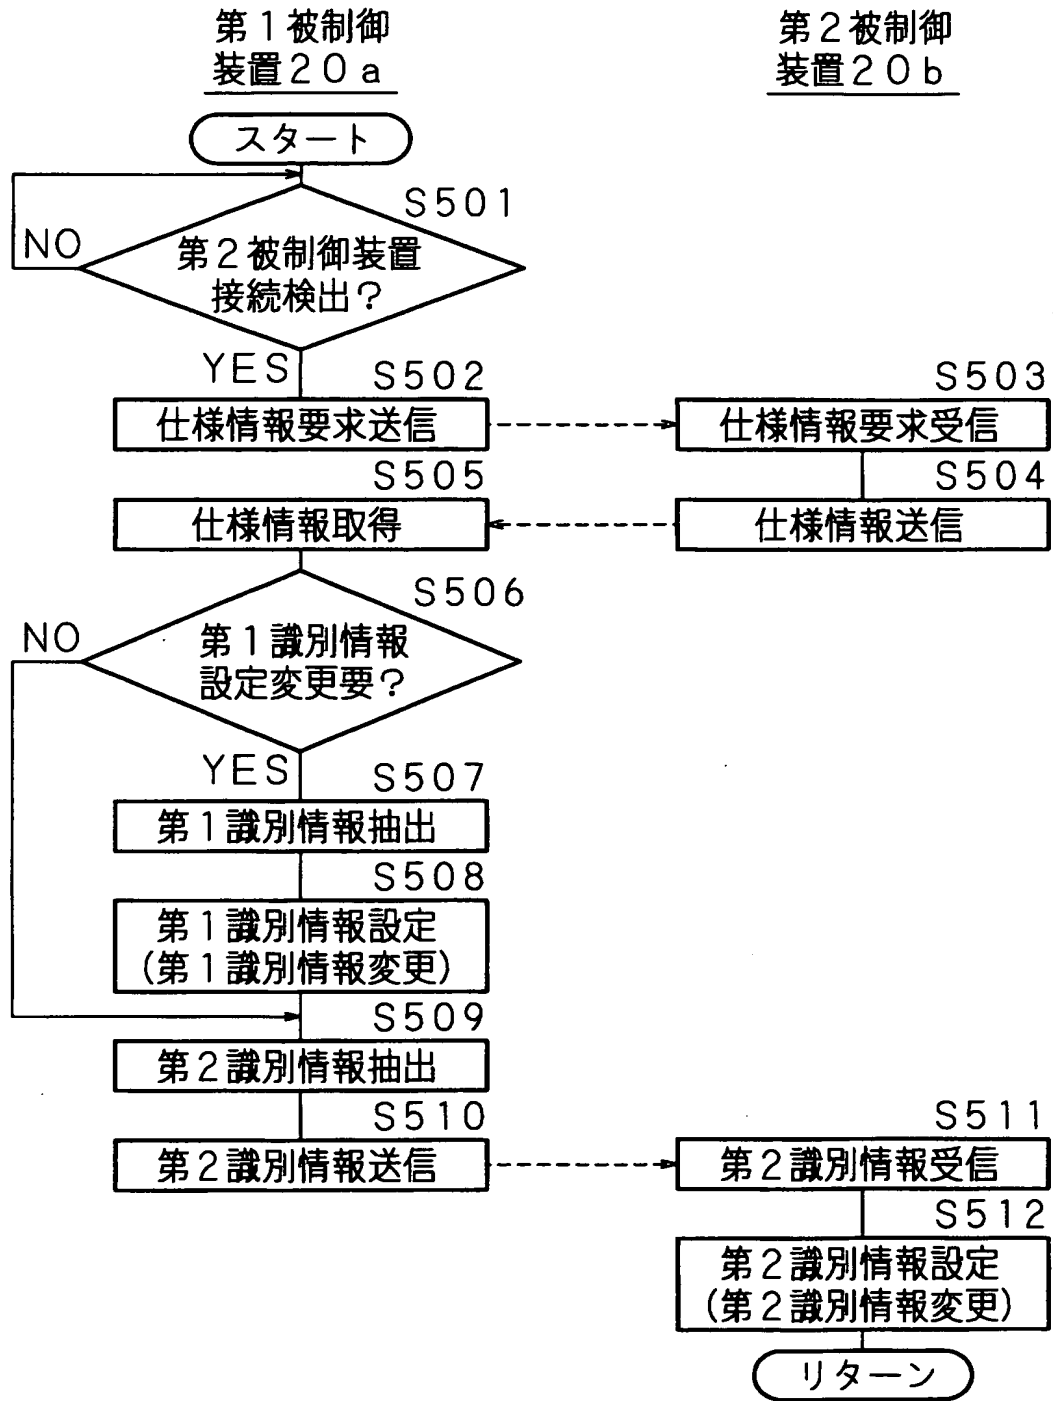 第1被制御
装置20a
第2被制御
装置20b
スタート
S501
NO
第2被制御装置
接続検出?
YES
S502
S503
仕様情報要求送信
仕様情報要求受信
S505
S504
仕様情報取得
仕様情報送信
S506
NO
第1識別情報
設定変更要?
YES
S507
第1識別情報抽出
S508
第1識別情報設定
(第1識別情報変更)
S509
第2識別情報抽出
S510
S511
第2識別情報送信
第2識別情報受信
S512
第2識別情報設定
(第2識別情報変更)
リターン